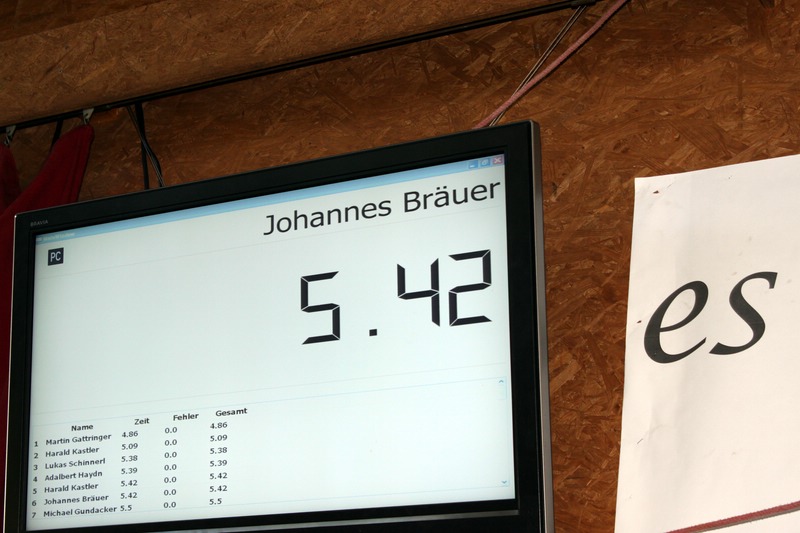 BRAVIA
PC
Johannes Bräuer
5.42
Name Zeit Fehler Gesamt
1 Martin Gattringer 4.86 0.0 4.86
2 Harald Kastler 5.09 0.0 5.09
3 Lukas Schinnerl 5.38 0.0 5.38
4 Adalbert Haydn 5.39 0.0 5.39
5 Harald Kastler 5.42 0.0 5.42
6 Johannes Bräuer 5.42 0.0 5.42
7 Michael Gundacker 5.5 0.0 5.5
es